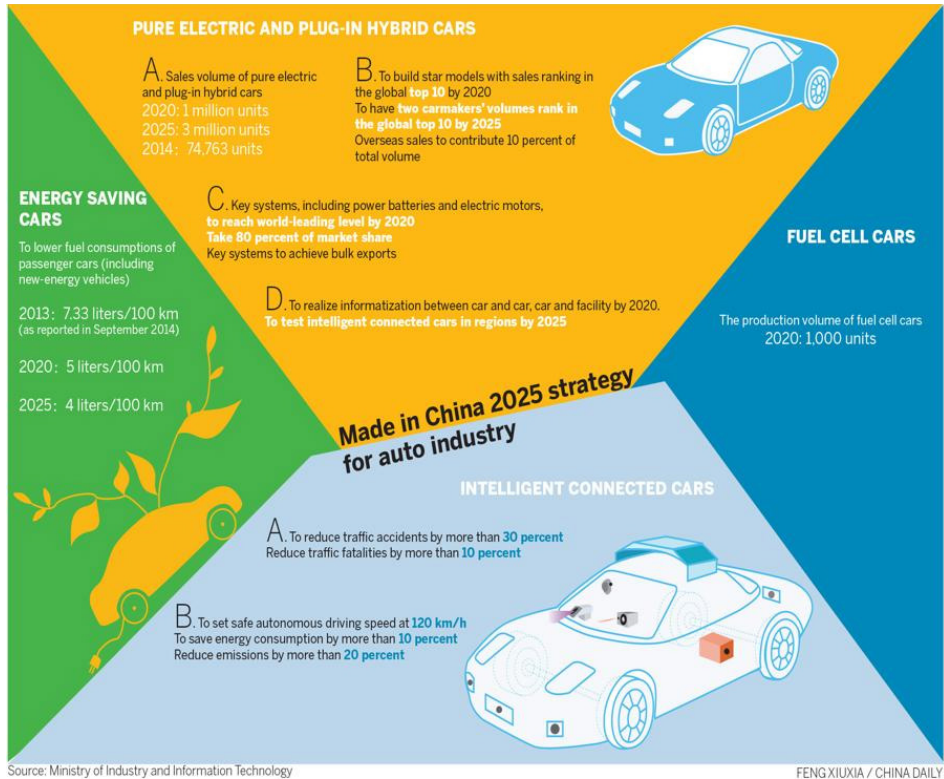 PURE ELECTRIC AND PLUG-IN HYBRID CARS
A. Sales volume of pure electric
and plug-in hybrid cars
2020: 1 million units
2025: 3 million units
2014: 74,763 units
B. To build star models with sales ranking in
the global top 10 by 2020
To have two carmakers' volumes rank in
the global top 10 by 2025
Overseas sales to contribute 10 percent of
total volume
C. Key systems, including power batteries and electric motors,
to reach world-leading level by 2020
Take 80 percent of market share
Key systems to achieve bulk exports
D. To realize informatization between car and car, car and facility by 2020.
To test intelligent connected cars in regions by 2025
ENERGY SAVING
CARS
To lower fuel consumptions of
passenger cars (including
new-energy vehicles)
2013: 7.33 liters/100 km
(as reported in September 2014)
2020: 5 liters/100 km
2025: 4 liters/100 km
FUEL CELL CARS
The production volume of fuel cell cars
2020: 1,000 units
Made in China 2025 strategy
for auto industry
INTELLIGENT CONNECTED CARS
A. To reduce traffic accidents by more than 30 percent
Reduce traffic fatalities by more than 10 percent
B. To set safe autonomous driving speed at 120 km/h
To save energy consumption by more than 10 percent
Reduce emissions by more than 20 percent
Source: Ministry of Industry and Information Technology
FENG XIUXIA / CHINA DAILY